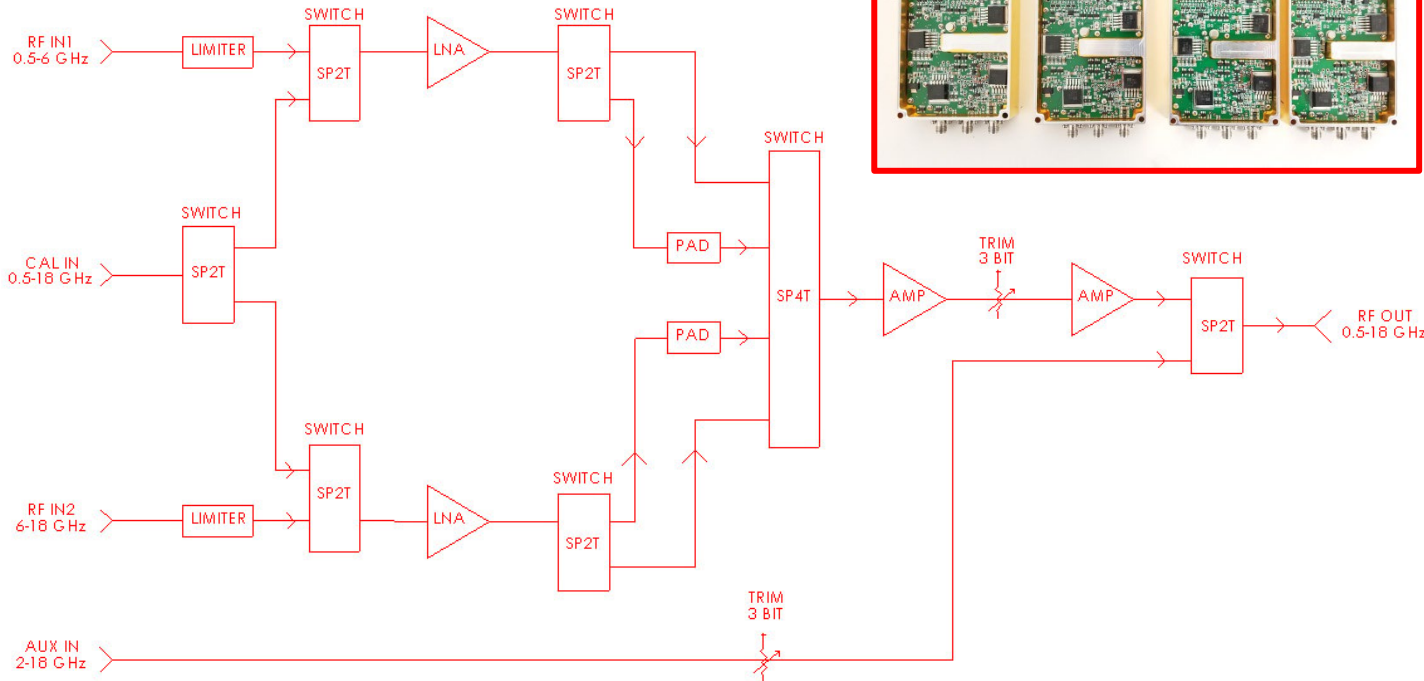 SWITCH
SWITCH
RF IN1
0.5-6 GHz
LIMITER
SP2T
LNA
SP2T
SWITCH
SWITCH
CAL IN
0.5-18 GHz
SP2T
PAD
SP4T
PAD
AMP
TRIM
3 BIT
AMP
SWITCH
SP2T
RF OUT
0.5-18 GHz
SWITCH
SWITCH
RF IN2
6-18 GHz
LIMITER
SP2T
LNA
SP2T
TRIM
3 BIT
AUX IN
2-18 GHz